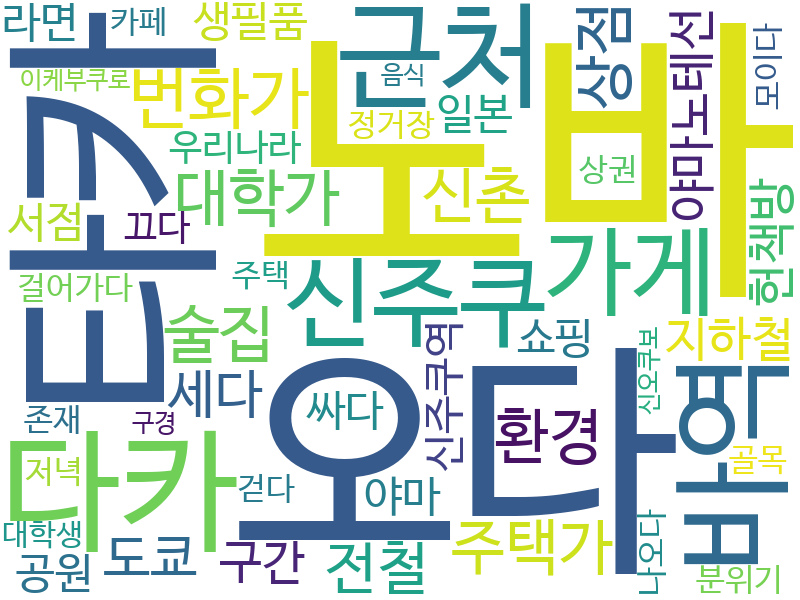 라면
카페
생필품
근처
상점
야마노테선
모이다
이케부쿠로
음식
번화가
타카
노바
정거장
일본
우리나라
상권
대학가
신촌
헌책방
서점
끄다
걸어가다
주택
신주쿠
가게
술집
쇼핑
지하철
신오쿠보
신주쿠역
세다
싸다
오다
환경
바역
존재
구경
다카
저녁
걷다
야마
골목
대학생
공원
도쿄
구간
전철
주택가
나오다
분위기